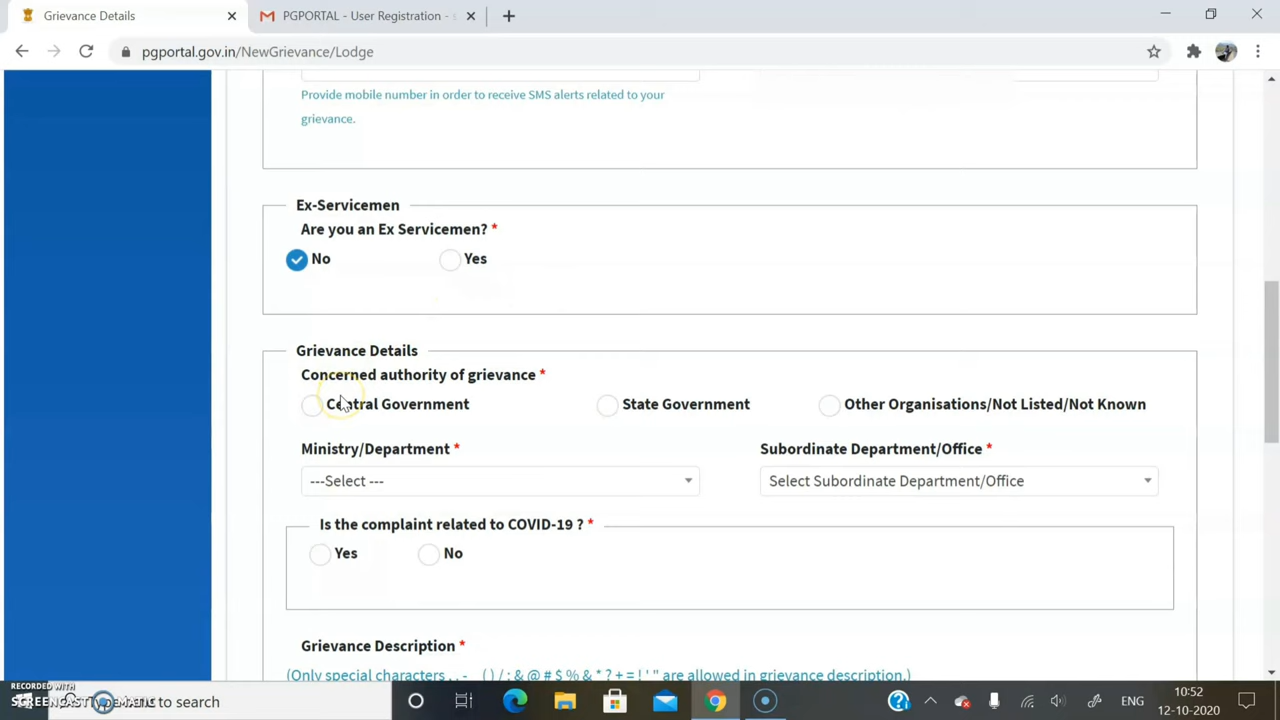 Grievance Details
PGPORTAL - User Registration - s
pgportal.gov.in/NewGrievance/Lodge
Provide mobile number in order to receive SMS alerts related to your
grievance.
Ex-Servicemen
Are you an Ex Servicemen? *
No
Yes
Grievance Details
Concerned authority of grievance *
Central Government
State Government
Other Organisations/Not Listed/Not Known
Ministry/Department *
Subordinate Department/Office *
---Select ---
Select Subordinate Department/Office
Is the complaint related to COVID-19 ? *
Yes
No
Grievance Description *
(Only special characters , . - _ ( ) / : & @ # $ % & * ? + = ! ' " are allowed in grievance description.)
RECORDED WITH
SCREENCAST-O-MATIC
to search
ENG
10:52
12-10-2020